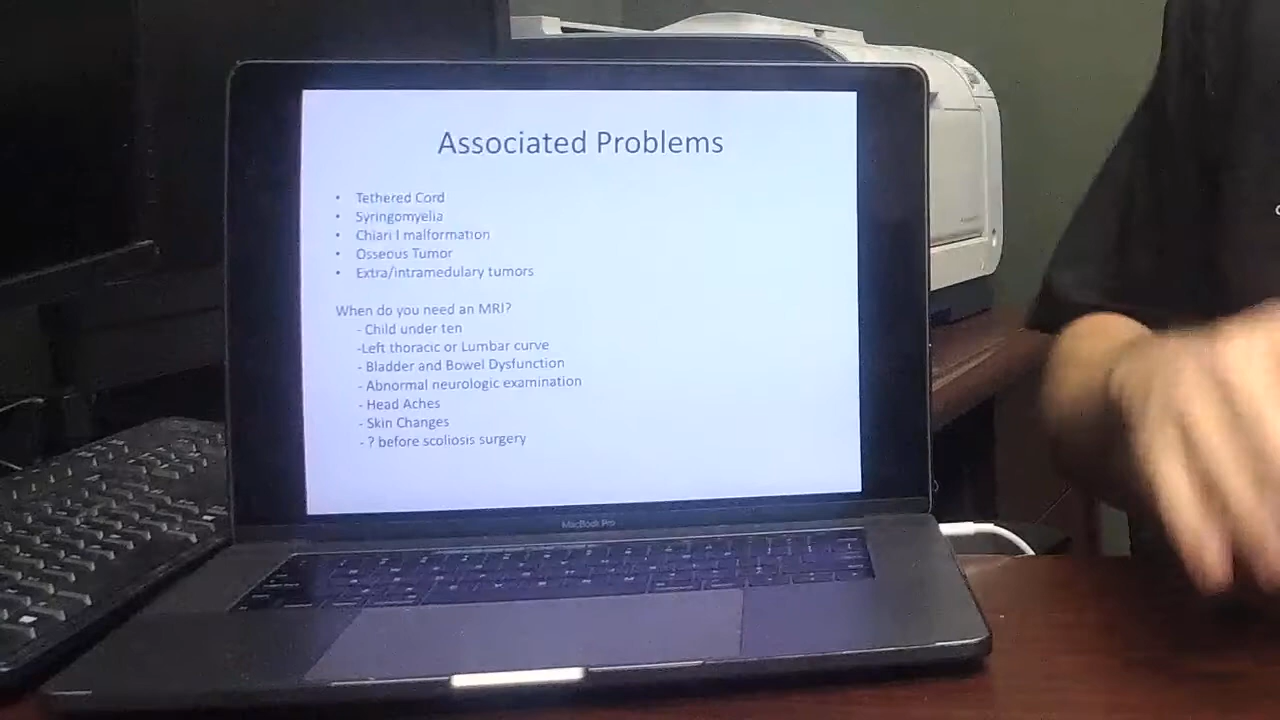 Associated Problems
• Tethered Cord
• Syringomyelia
• Chiari I malformation
• Osseous Tumor
• Extra/intramedulary tumors
When do you need an MRI?
- Child under ten
-Left thoracic or Lumbar curve
- Bladder and Bowel Dysfunction
- Abnormal neurologic examination
- Head Aches
- Skin Changes
- ? before scoliosis surgery
MacBook Pro